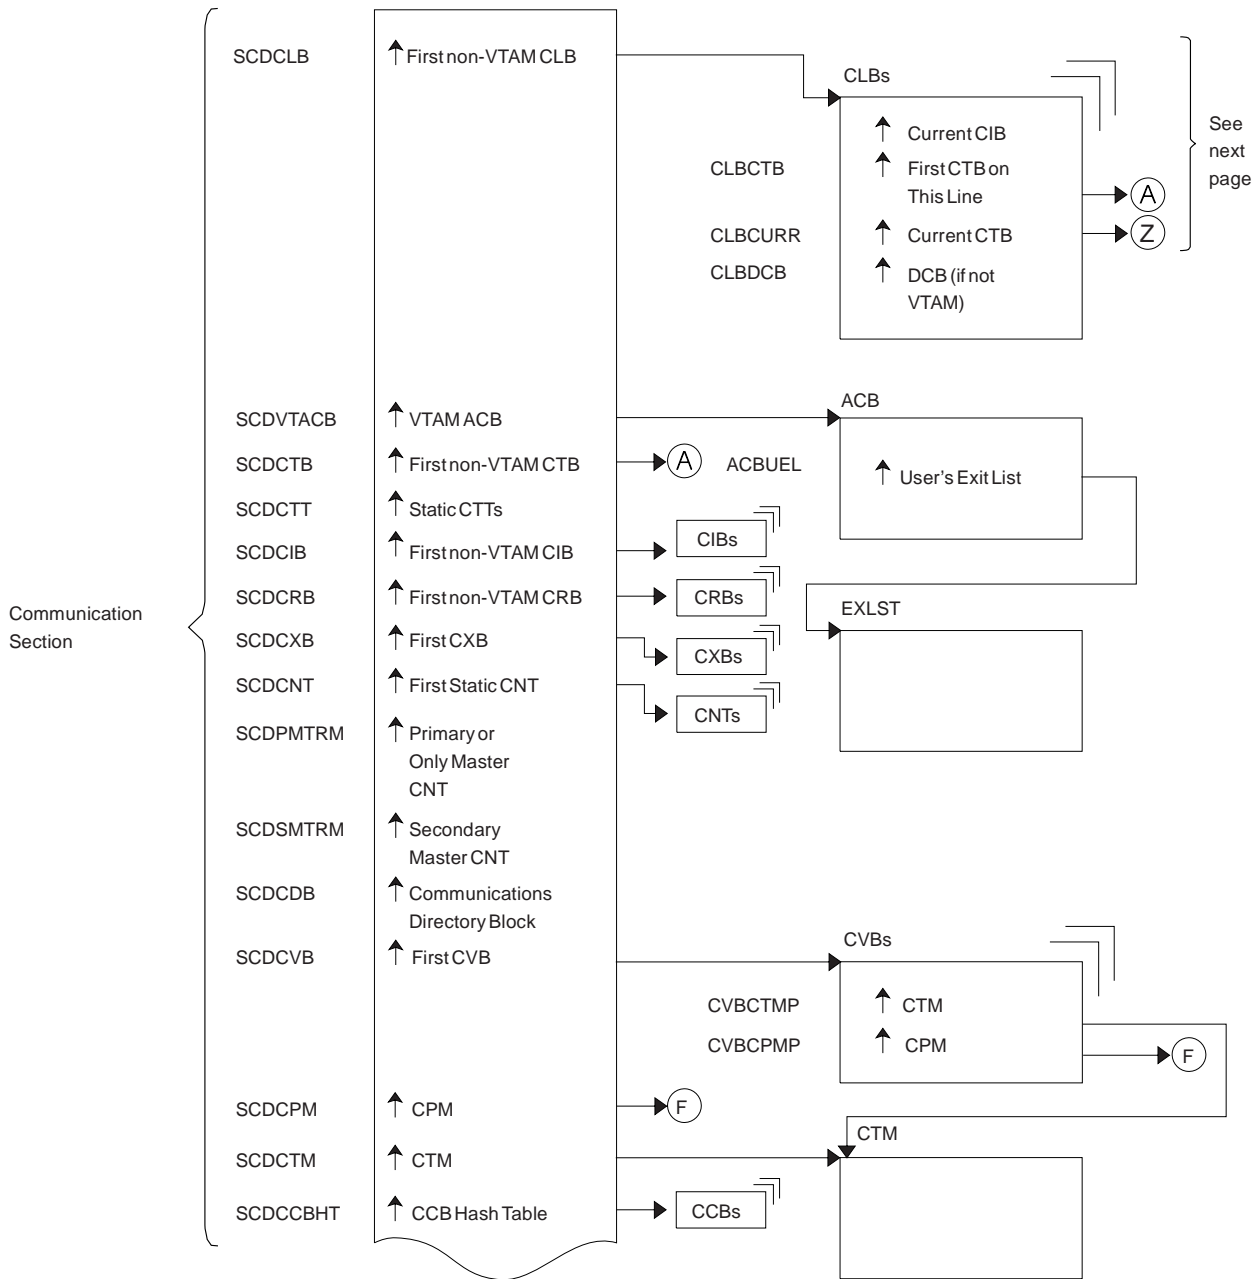 SCDCLB ↑ First non-VTAM CLB
CLBs
↑ Current CIB
CLBCTB ↑ First CTB on
This Line
A
CLBCURR ↑ Current CTB
Z
CLBDCB ↑ DCB (if not
VTAM)
See
next
page
SCDVTACB ↑ VTAM ACB
ACB
SCDCTB ↑ First non-VTAM CTB
A
ACBUEL ↑ User's Exit List
SCDCTT ↑ Static CTTs
SCDCIB ↑ First non-VTAM CIB
CIBs
SCDCRB ↑ First non-VTAM CRB
CRBs
EXLST
Communication
Section
SCDCXB ↑ First CXB
CXBs
SCDCNT ↑ First Static CNT
CNTs
SCDPMTRM ↑ Primary or
Only Master
CNT
SCDSMTRM ↑ Secondary
Master CNT
SCDCDB ↑ Communications
Directory Block
SCDCVB ↑ First CVB
CVBs
CVBCTMP ↑ CTM
CVBCPMP ↑ CPM
F
SCDCPM ↑ CPM
F
SCDCTM ↑ CTM
CTM
SCDCCBHT ↑ CCB Hash Table
CCBs